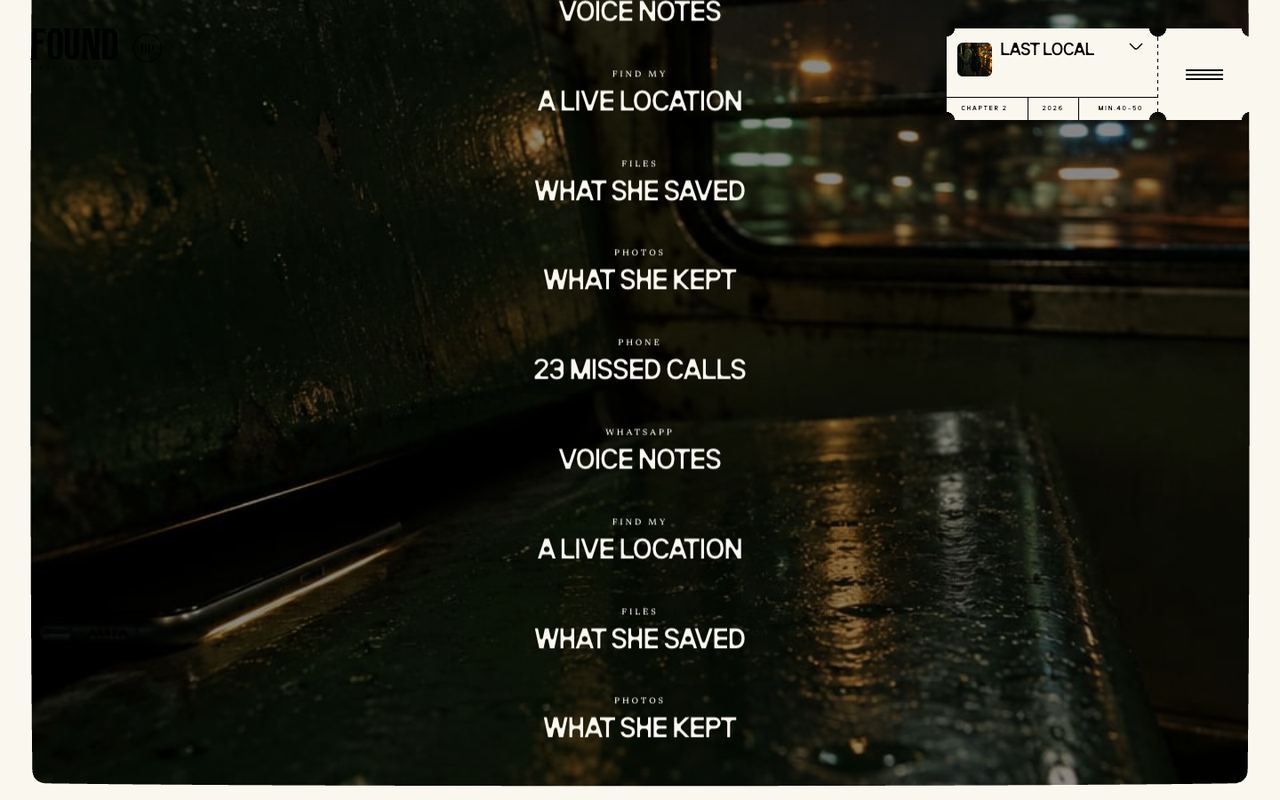 VOICE NOTES
FOUND
LAST LOCAL
CHAPTER 2
2026
MIN.40–50
FIND MY
A LIVE LOCATION
FILES
WHAT SHE SAVED
PHOTOS
WHAT SHE KEPT
PHONE
23 MISSED CALLS
WHATSAPP
VOICE NOTES
FIND MY
A LIVE LOCATION
FILES
WHAT SHE SAVED
PHOTOS
WHAT SHE KEPT